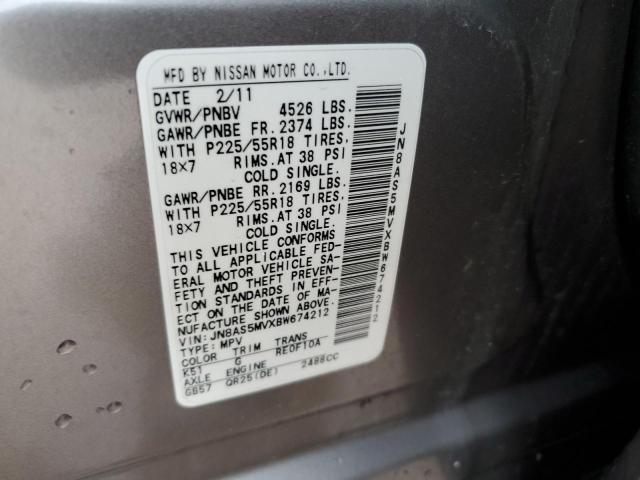 MFD BY NISSAN MOTOR CO.,LTD.
DATE 2/11
GVWR/PNBV 4526 LBS.
GAWR/PNBE FR. 2374 LBS.
WITH P225/55R18 TIRES,
18X7 RIMS.AT 38 PSI
COLD SINGLE.
GAWR/PNBE RR. 2169 LBS.
WITH P225/55R18 TIRES,
18X7 RIMS.AT 38 PSI
COLD SINGLE.
THIS VEHICLE CONFORMS
TO ALL APPLICABLE FED-
ERAL MOTOR VEHICLE SA-
FETY AND THEFT PREVEN-
TION STANDARDS IN EFF-
ECT ON THE DATE OF MA-
NUFACTURE SHOWN ABOVE.
VIN: JN8AS5MVXBW674212
TYPE: MPV
COLOR TRIM TRANS
K51 G RE0F10A
AXLE ENGINE
GB57 QR25(DE) 2488CC
JN8AS5MVXBW674212